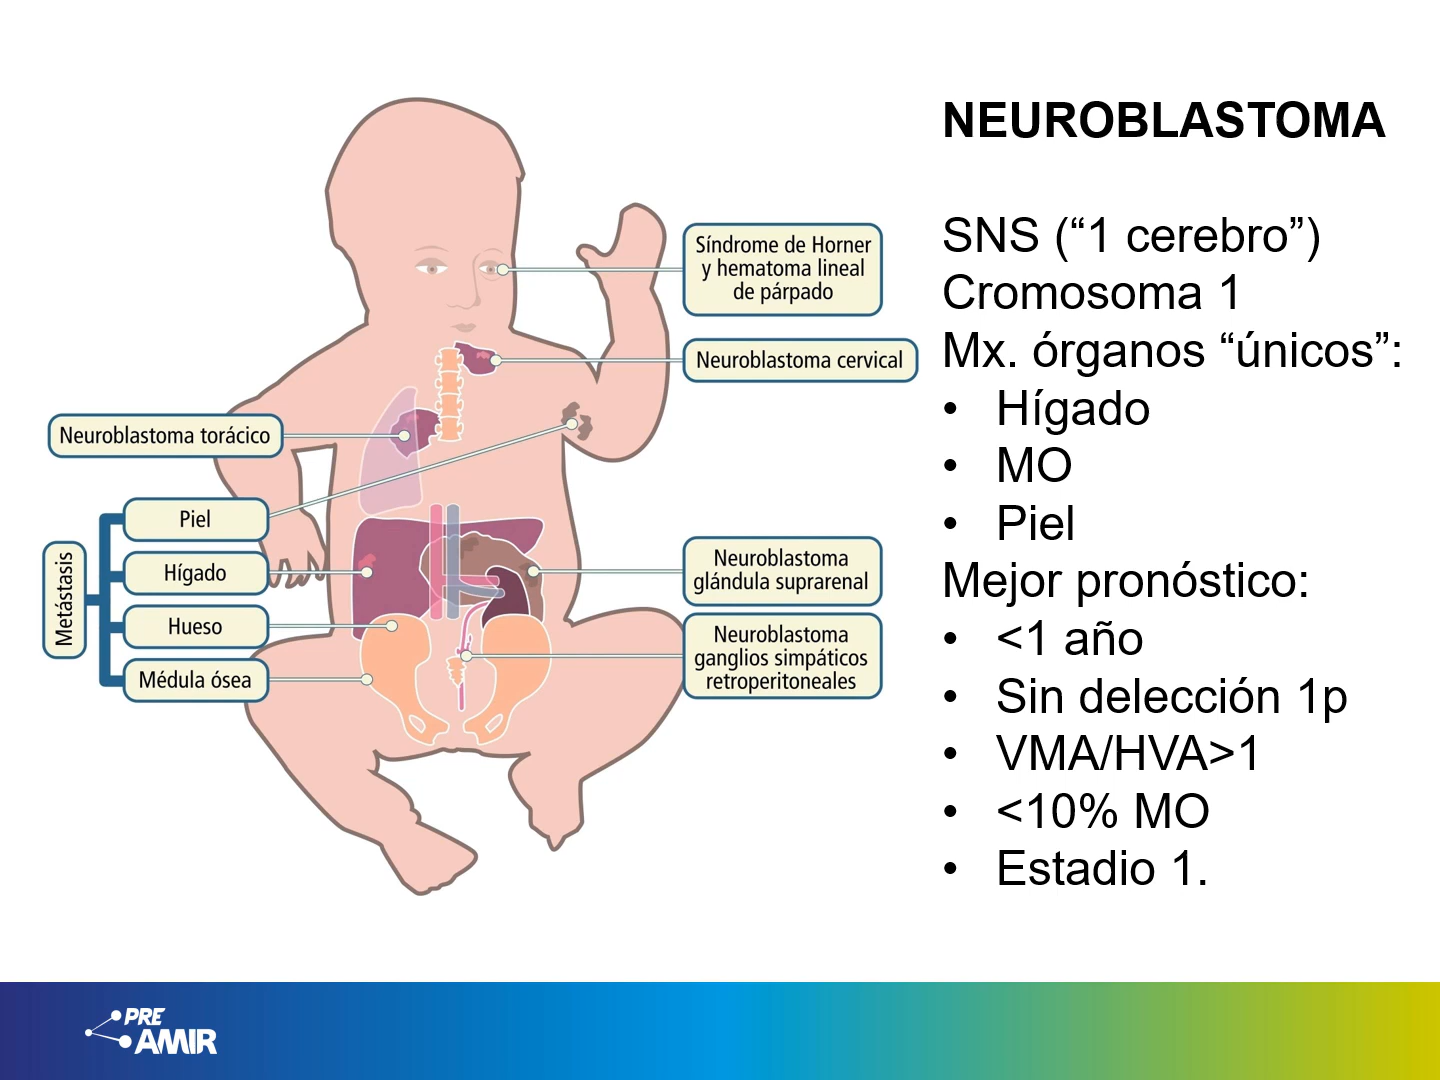 NEUROBLASTOMA
SNS (“1 cerebro”)
Cromosoma 1
Mx. órganos “únicos”:
• Hígado
• MO
• Piel
Mejor pronóstico:
• <1 año
• Sin delección 1p
• VMA/HVA>1
• <10% MO
• Estadio 1.
Síndrome de Horner
y hematoma lineal
de párpado
Neuroblastoma cervical
Neuroblastoma torácico
Metástasis
Piel
Hígado
Hueso
Médula ósea
Neuroblastoma
glándula suprarenal
Neuroblastoma
ganglios simpáticos
retroperitoneales
PRE
AMIR